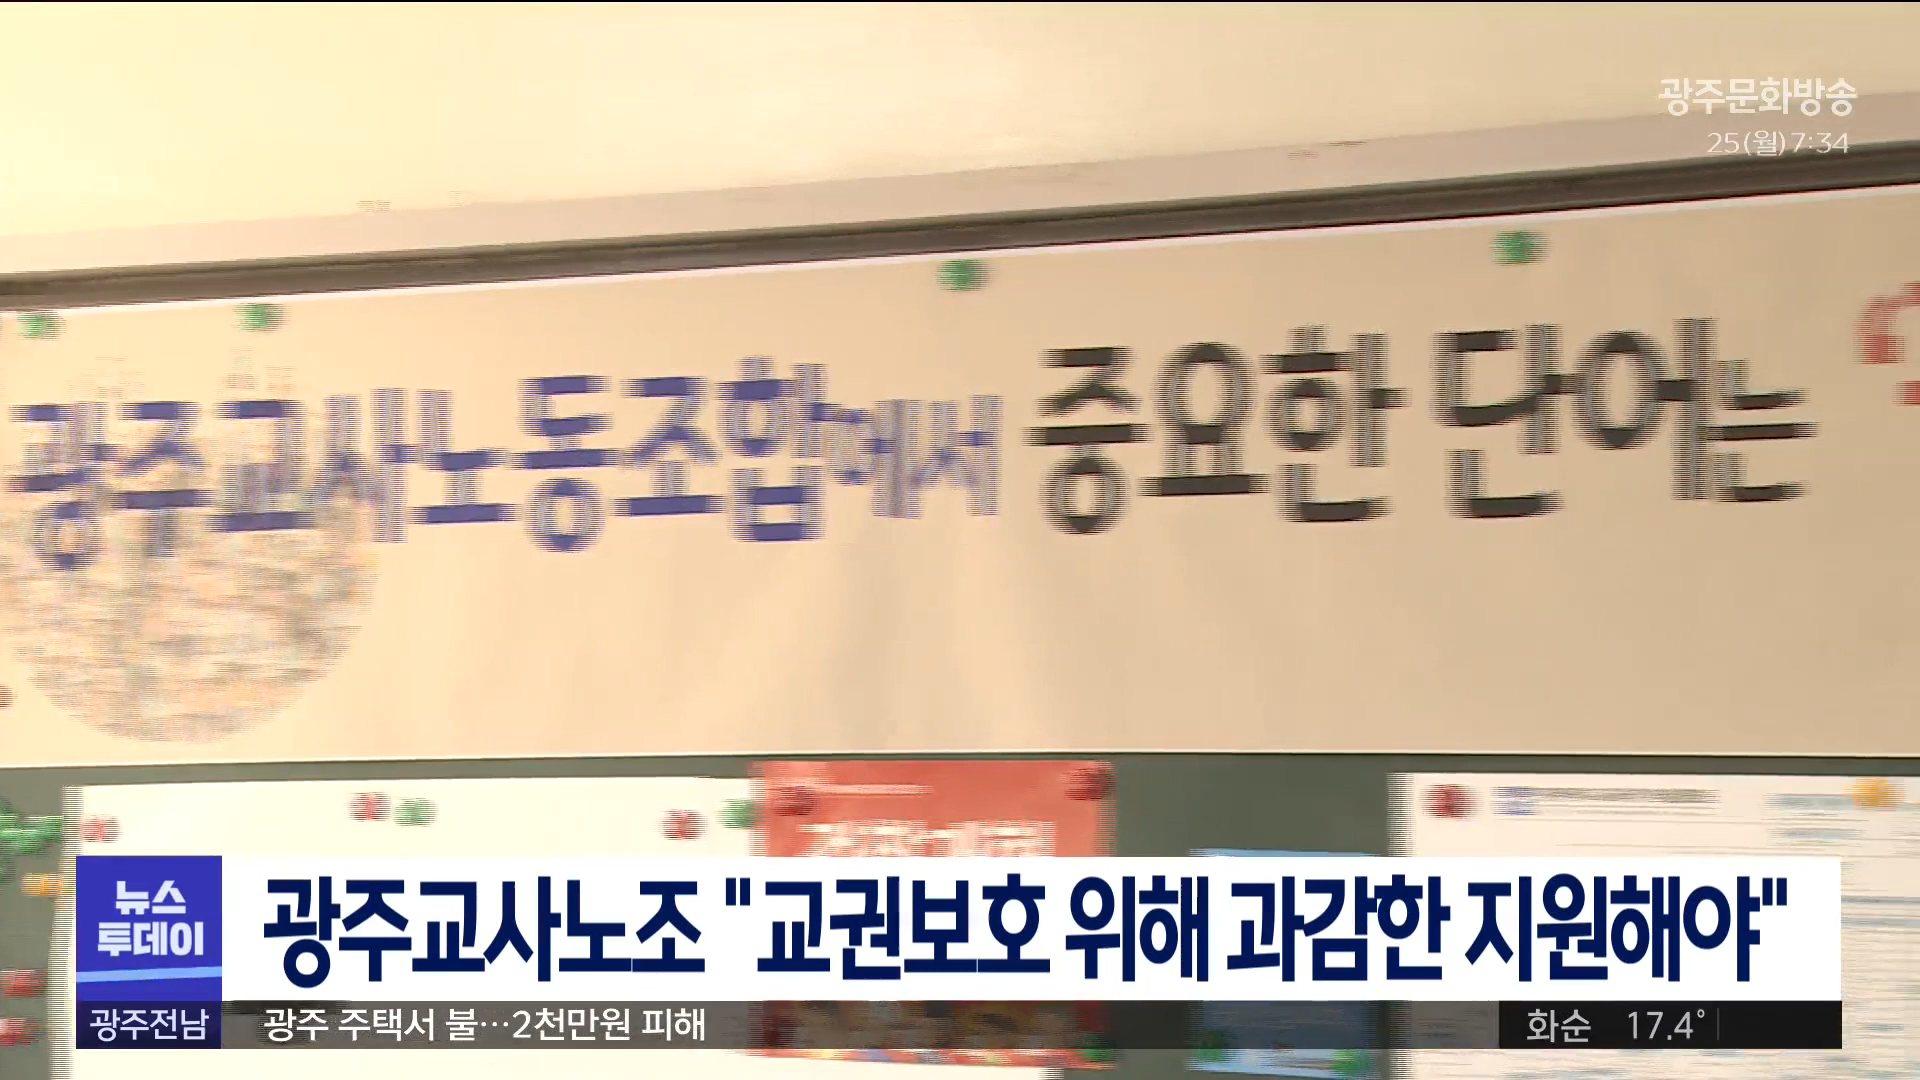 광주문화방송
25(월) 7:34
광주교사노동조합에서 중요한 단어는
뉴스
투데이
광주교사노조 "교권보호 위해 과감한 지원해야"
광주전남
광주 주택서 불…2천만원 피해
화순 17.4°